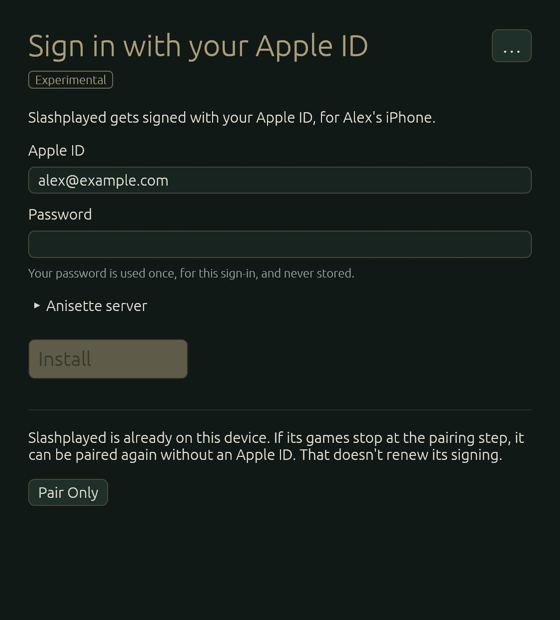 Sign in with your Apple ID
...
Experimental
Slashplayed gets signed with your Apple ID, for Alex's iPhone.
Apple ID
alex@example.com
Password
Your password is used once, for this sign-in, and never stored.
Anisette server
Install
Slashplayed is already on this device. If its games stop at the pairing step, it
can be paired again without an Apple ID. That doesn't renew its signing.
Pair Only